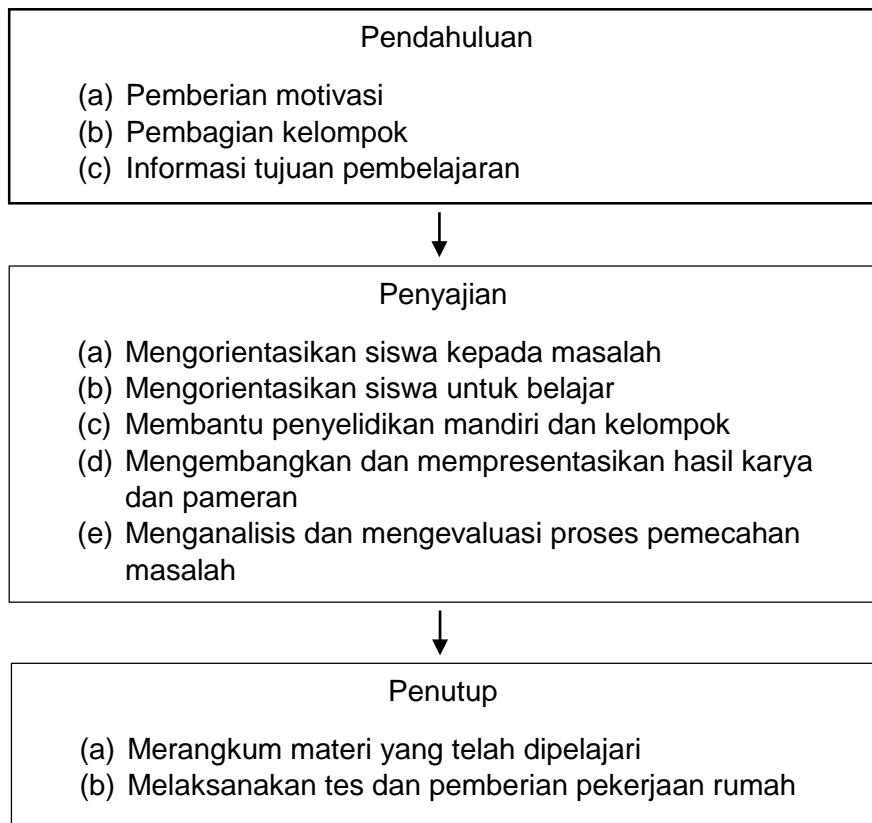 Pendahuluan
(a) Pemberian motivasi
(b) Pembagian kelompok
(c) Informasi tujuan pembelajaran
Penyajian
(a) Mengorientasikan siswa kepada masalah
(b) Mengorientasikan siswa untuk belajar
(c) Membantu penyelidikan mandiri dan kelompok
(d) Mengembangkan dan mempresentasikan hasil karya
dan pameran
(e) Menganalisis dan mengevaluasi proses pemecahan
masalah
Penutup
(a) Merangkum materi yang telah dipelajari
(b) Melaksanakan tes dan pemberian pekerjaan rumah